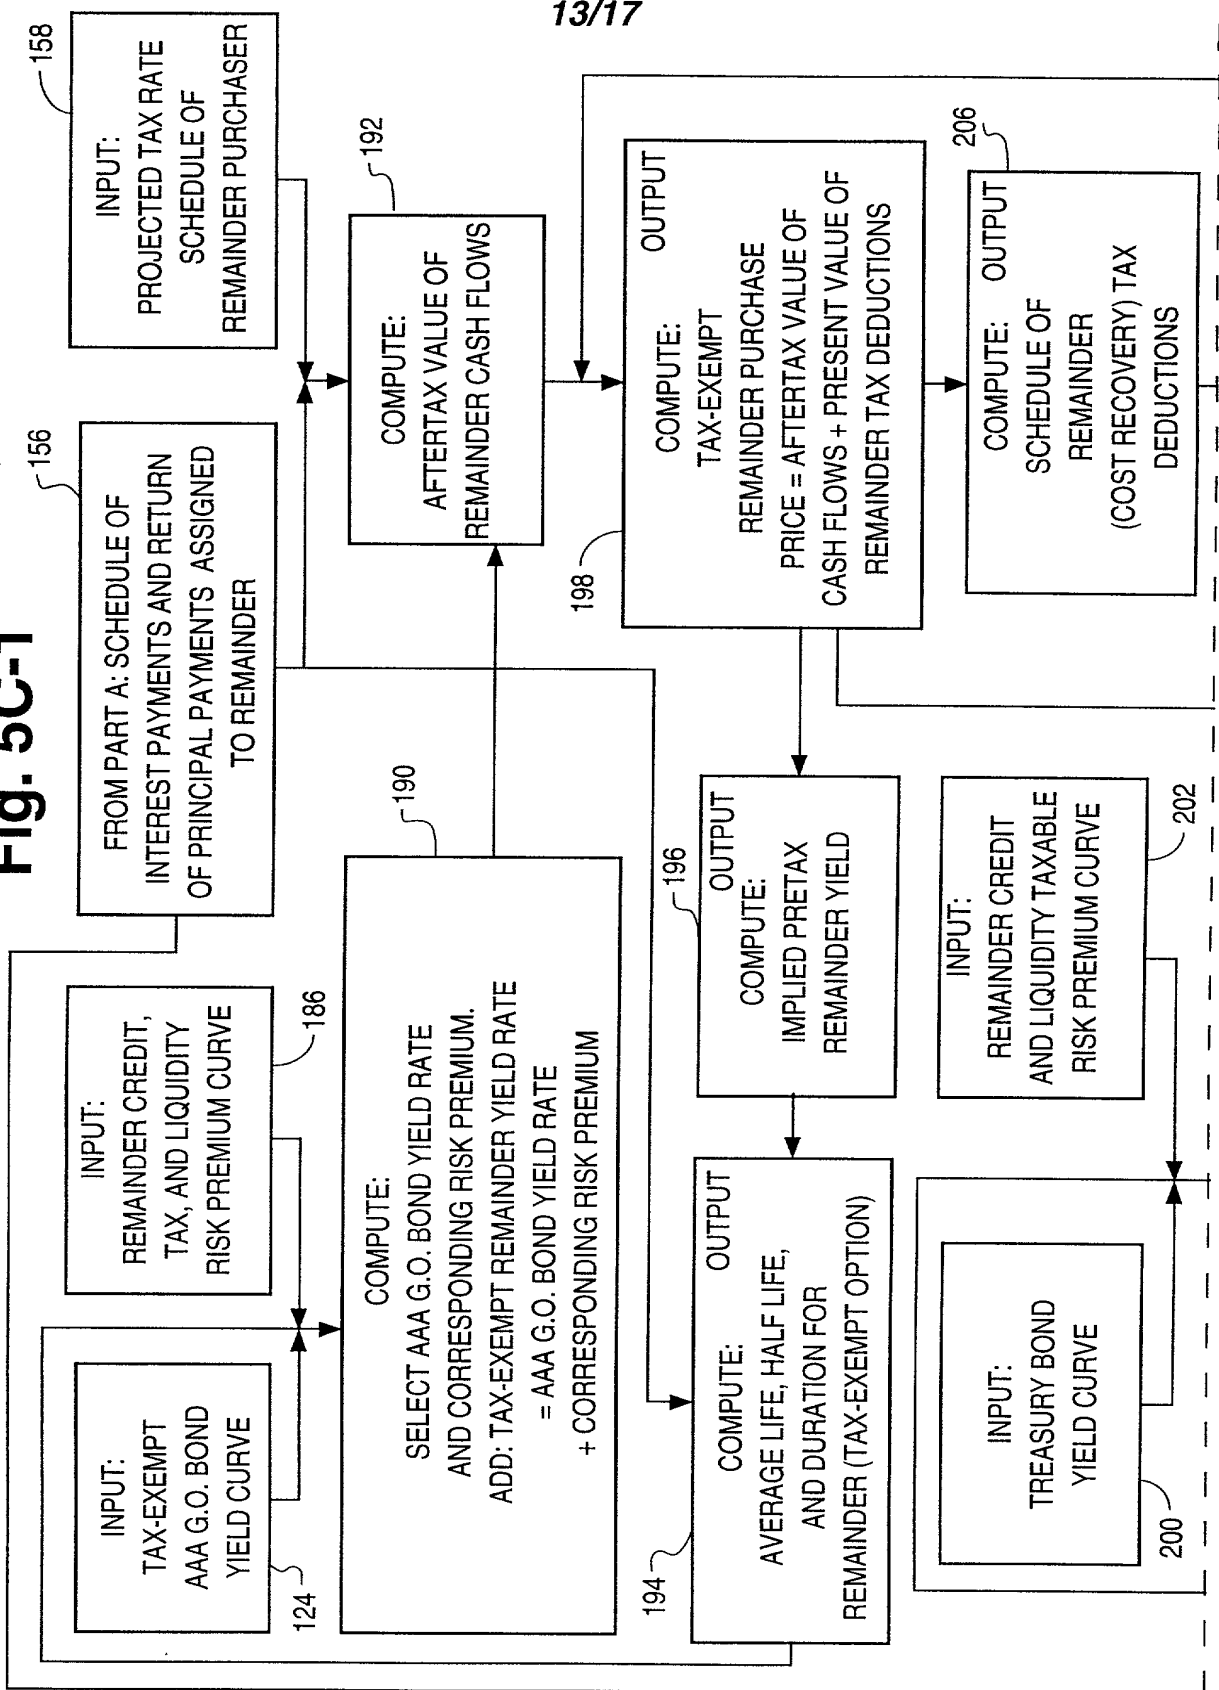 13/17
Fig. 5C-1
INPUT:
TAX-EXEMPT
AAA G.O. BOND
YIELD CURVE
124
INPUT:
REMAINDER CREDIT,
TAX, AND LIQUIDITY
RISK PREMIUM CURVE
186
FROM PART A: SCHEDULE OF
INTEREST PAYMENTS AND RETURN
OF PRINCIPAL PAYMENTS ASSIGNED
TO REMAINDER
156
INPUT:
PROJECTED TAX RATE
SCHEDULE OF
REMAINDER PURCHASER
158
COMPUTE:
SELECT AAA G.O. BOND YIELD RATE
AND CORRESPONDING RISK PREMIUM.
ADD: TAX-EXEMPT REMAINDER YIELD RATE
= AAA G.O. BOND YIELD RATE
+ CORRESPONDING RISK PREMIUM
190
COMPUTE:
AFTERTAX VALUE OF
REMAINDER CASH FLOWS
192
COMPUTE: OUTPUT
AVERAGE LIFE, HALF LIFE,
AND DURATION FOR
REMAINDER (TAX-EXEMPT OPTION)
194
OUTPUT
COMPUTE:
IMPLIED PRETAX
REMAINDER YIELD
196
COMPUTE: OUTPUT
TAX-EXEMPT
REMAINDER PURCHASE
PRICE = AFTERTAX VALUE OF
CASH FLOWS + PRESENT VALUE OF
REMAINDER TAX DEDUCTIONS
198
INPUT:
TREASURY BOND
YIELD CURVE
200
INPUT:
REMAINDER CREDIT
AND LIQUIDITY TAXABLE
RISK PREMIUM CURVE
202
COMPUTE: OUTPUT
SCHEDULE OF
REMAINDER
(COST RECOVERY) TAX
DEDUCTIONS
206